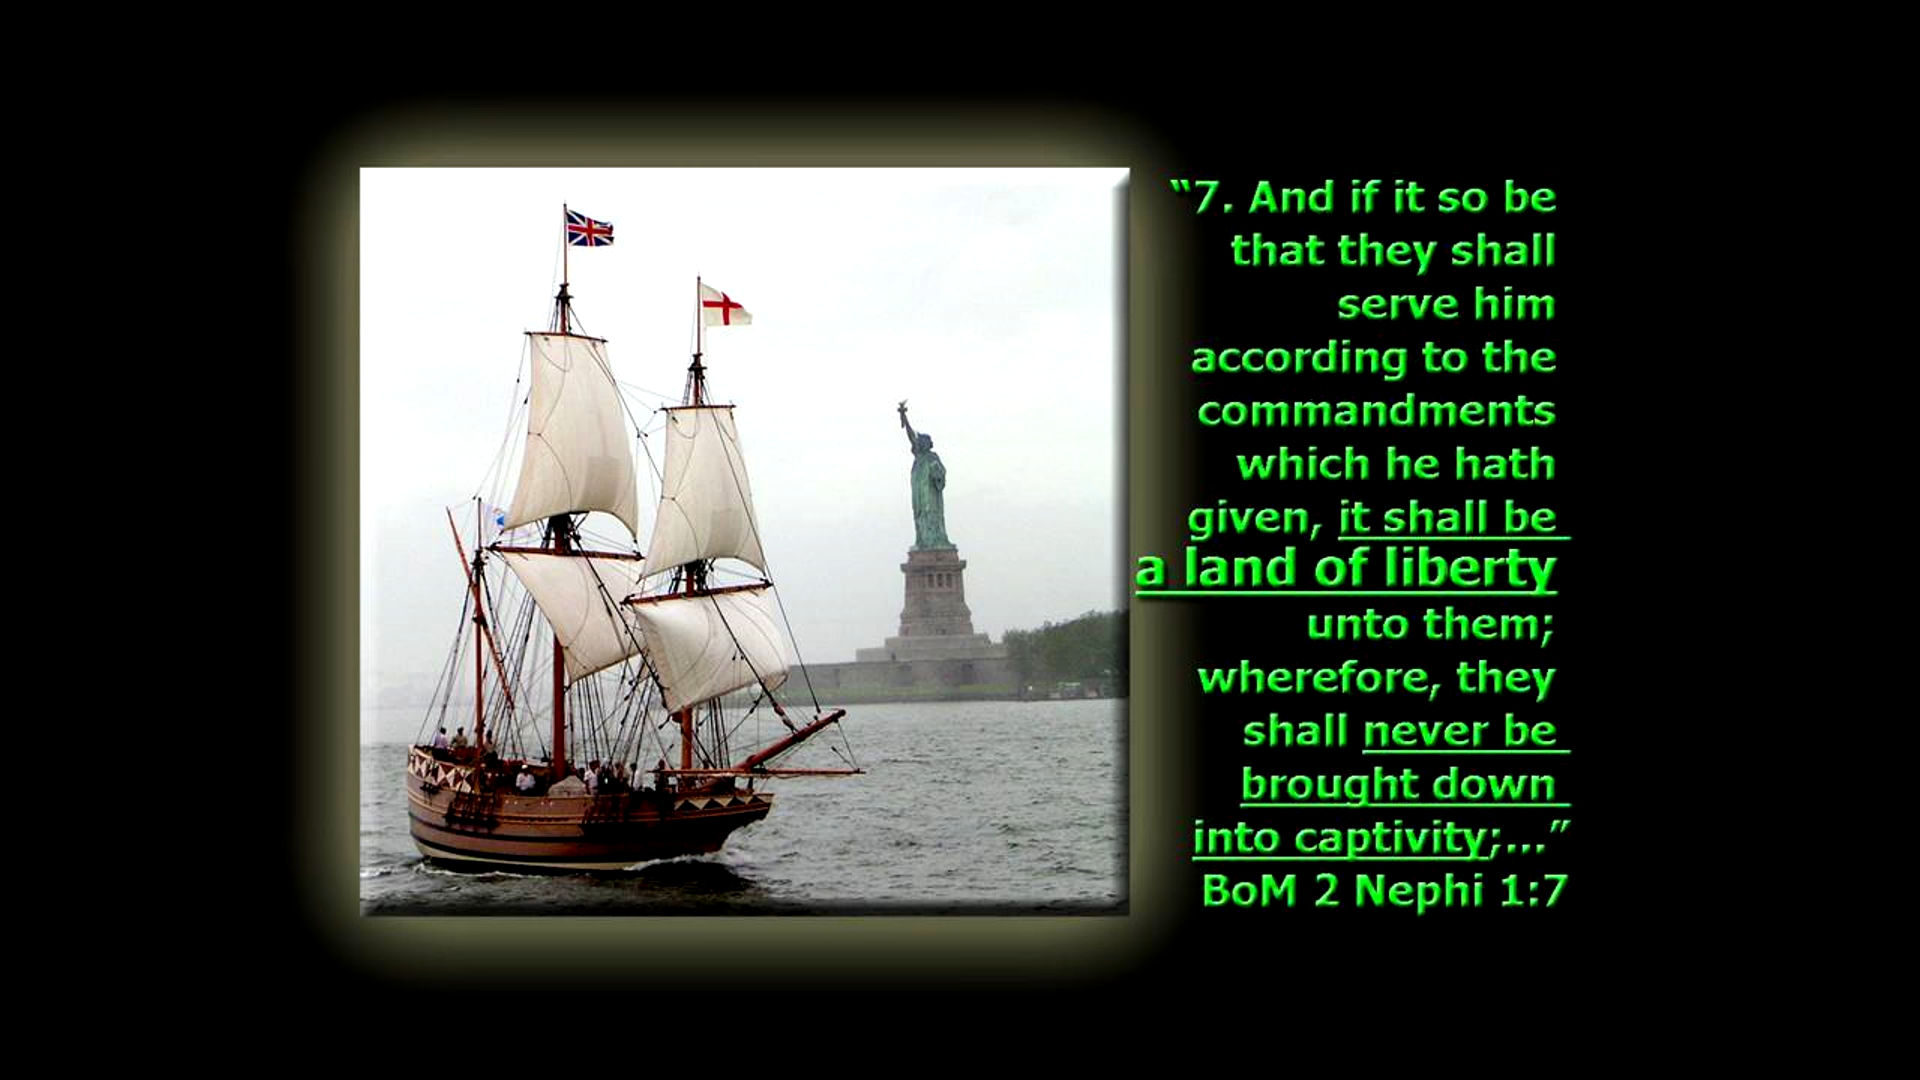 “7. And if it so be
that they shall
serve him
according to the
commandments
which he hath
given, it shall be
a land of liberty
unto them;
wherefore, they
shall never be
brought down
into captivity;...”
BoM 2 Nephi 1:7